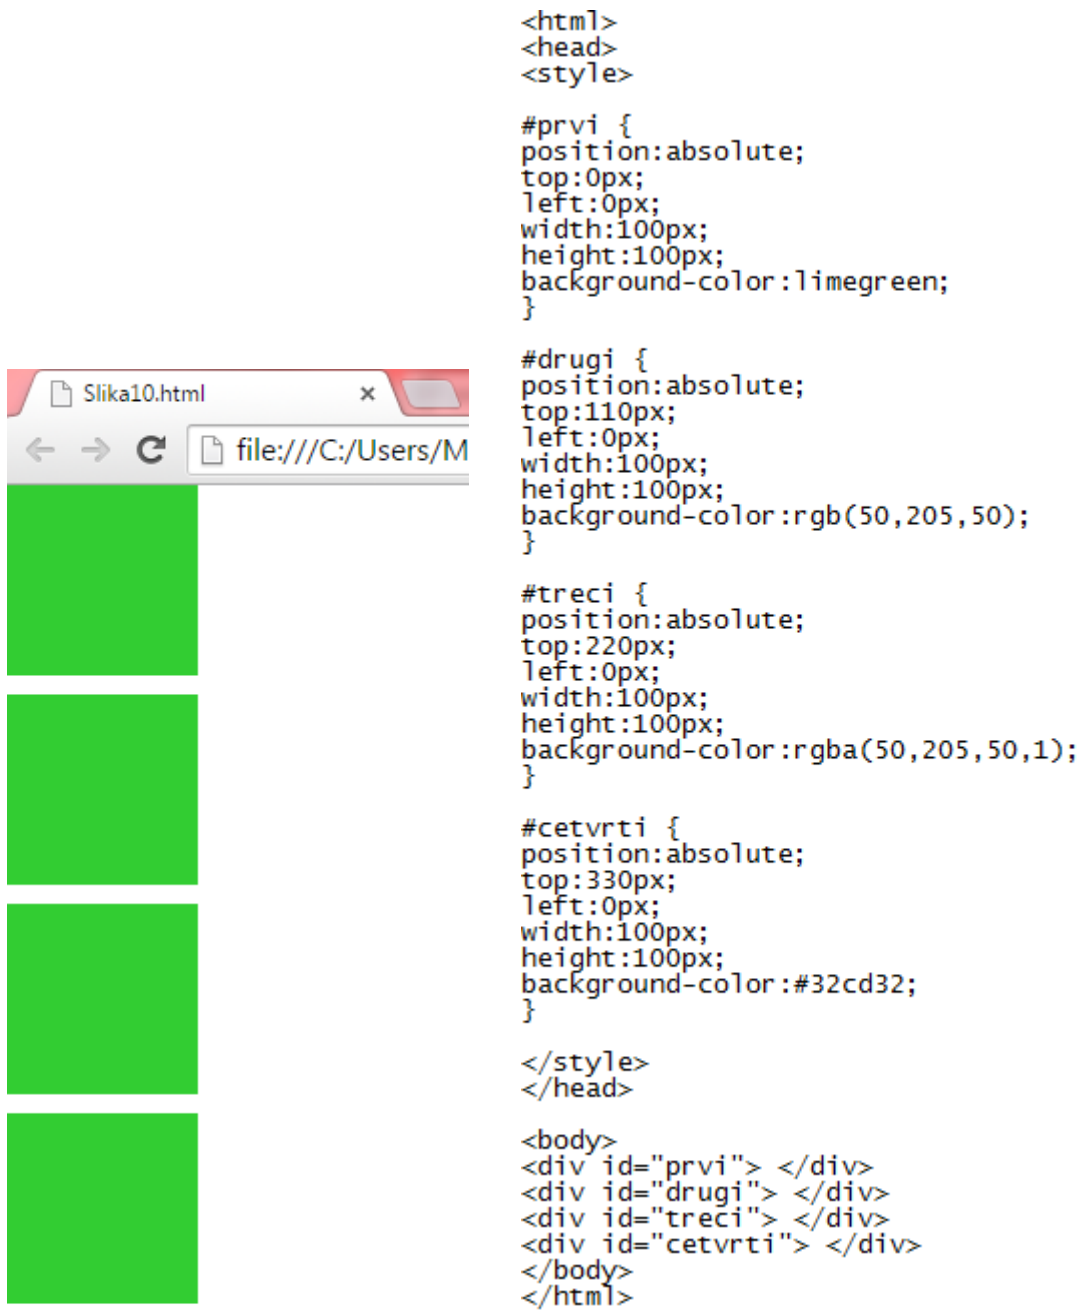 Slika10.html
file:///C:/Users/M
<html>
<head>
<style>
#prvi {
position:absolute;
top:0px;
left:0px;
width:100px;
height:100px;
background-color:limegreen;
}
#drugi {
position:absolute;
top:110px;
left:0px;
width:100px;
height:100px;
background-color:rgb(50,205,50);
}
#treci {
position:absolute;
top:220px;
left:0px;
width:100px;
height:100px;
background-color:rgba(50,205,50,1);
}
#cetvrti {
position:absolute;
top:330px;
left:0px;
width:100px;
height:100px;
background-color:#32cd32;
}
</style>
</head>
<body>
<div id="prvi"> </div>
<div id="drugi"> </div>
<div id="treci"> </div>
<div id="cetvrti"> </div>
</body>
</html>